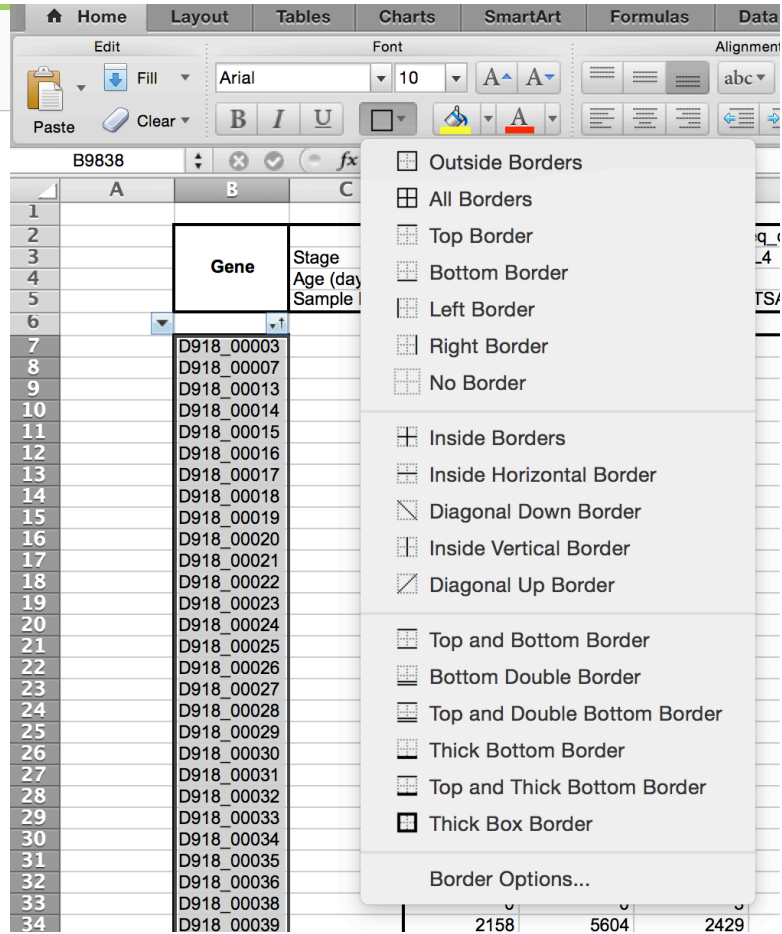 Home Layout Tables Charts SmartArt Formulas Data
Edit Font Alignment
Fill Arial 10 A A abc
Paste Clear B I U A
B9838 fx
A B C
1
2
3 Gene Stage _4
4 Age (day
5 Sample TSA
6
7 D918_00003
8 D918_00007
9 D918_00013
10 D918_00014
11 D918_00015
12 D918_00016
13 D918_00017
14 D918_00018
15 D918_00019
16 D918_00020
17 D918_00021
18 D918_00022
19 D918_00023
20 D918_00024
21 D918_00025
22 D918_00026
23 D918_00027
24 D918_00028
25 D918_00029
26 D918_00030
27 D918_00031
28 D918_00032
29 D918_00033
30 D918_00034
31 D918_00035
32 D918_00036
33 D918_00038
34 D918_00039 2158 5604 2429
Outside Borders
All Borders
Top Border
Bottom Border
Left Border
Right Border
No Border
Inside Borders
Inside Horizontal Border
Diagonal Down Border
Inside Vertical Border
Diagonal Up Border
Top and Bottom Border
Bottom Double Border
Top and Double Bottom Border
Thick Bottom Border
Top and Thick Bottom Border
Thick Box Border
Border Options...